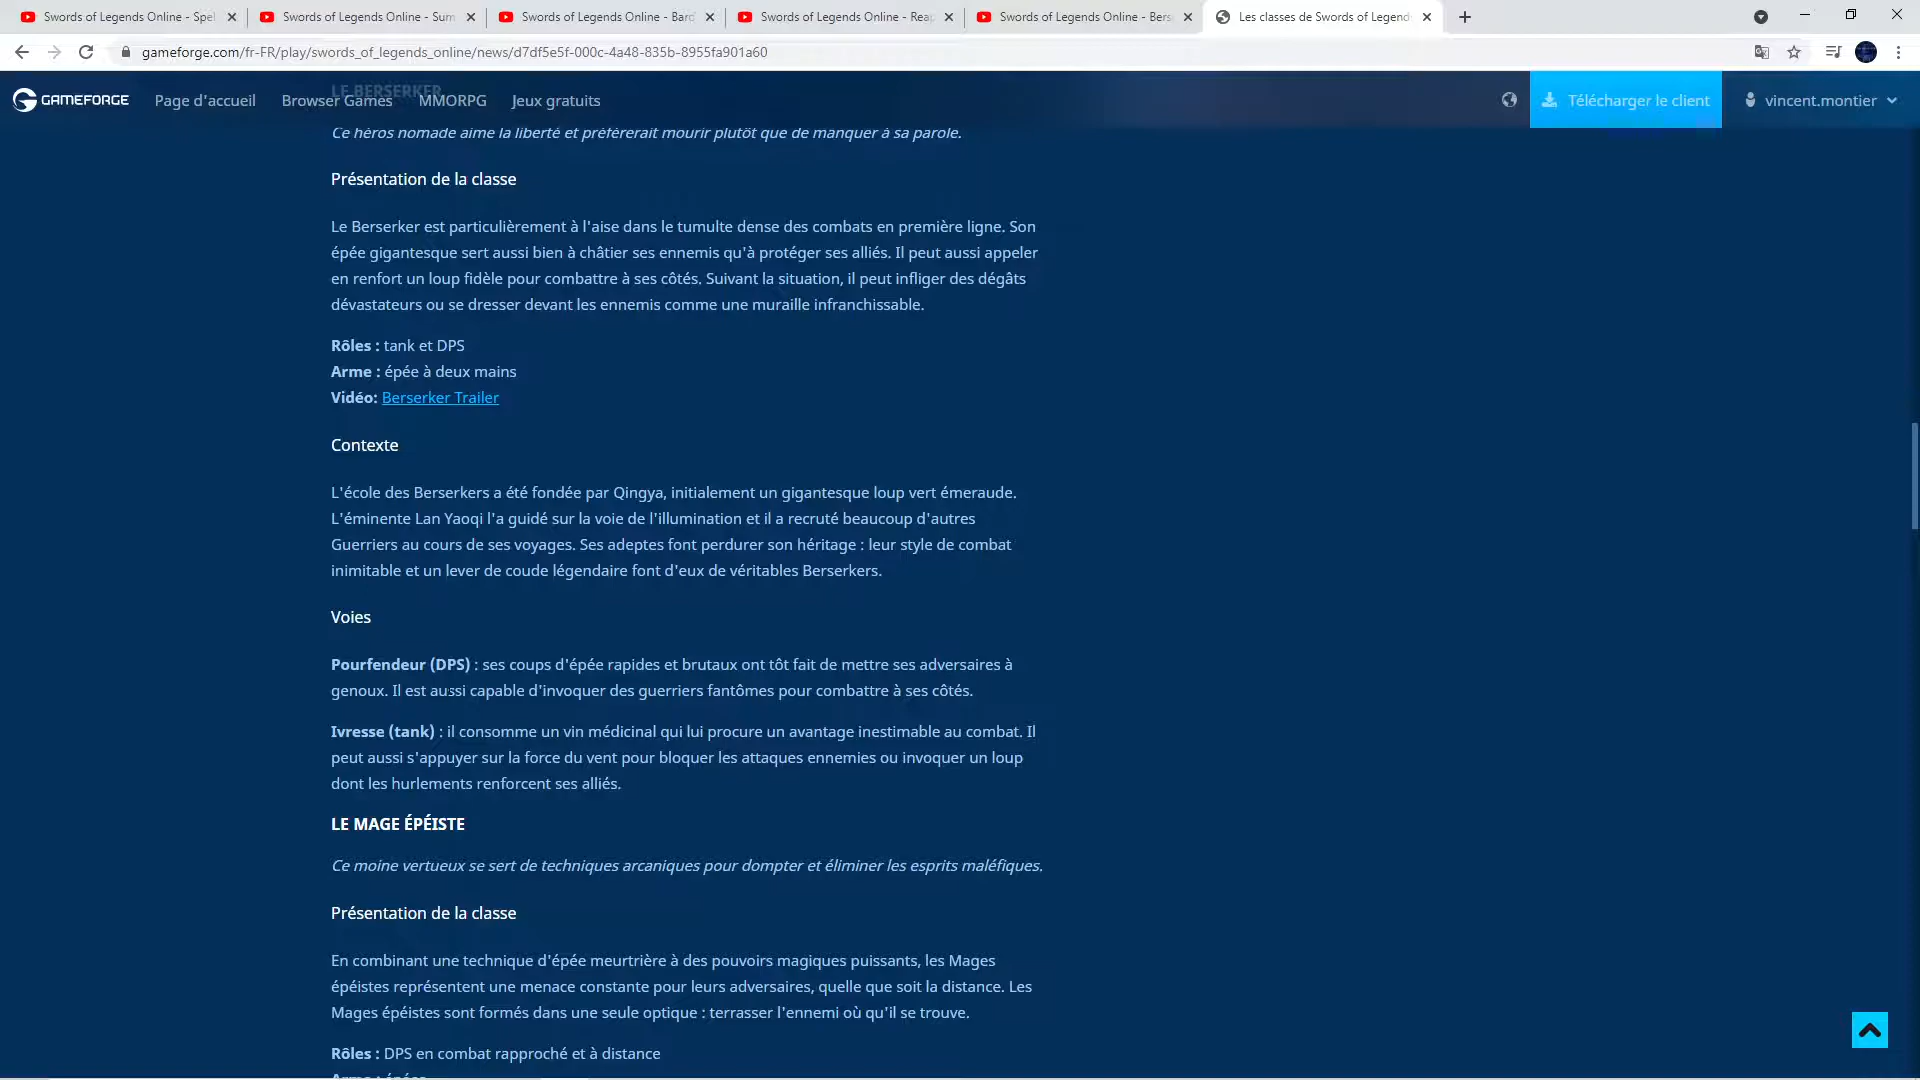 Swords of Legends Online - Spel
Swords of Legends Online - Sum
Swords of Legends Online - Bard
Swords of Legends Online - Reap
Swords of Legends Online - Bers
Les classes de Swords of Legend
gameforge.com/fr-FR/play/swords_of_legends_online/news/d7df5e5f-000c-4a48-835b-8955fa901a60
LE BERSERKER
GAMEFORGE
Page d'accueil
Browser Games
MMORPG
Jeux gratuits
Télécharger le client
vincent.montier
Ce héros nomade aime la liberté et préférerait mourir plutôt que de manquer à sa parole.
Présentation de la classe
Le Berserker est particulièrement à l'aise dans le tumulte dense des combats en première ligne. Son
épée gigantesque sert aussi bien à châtier ses ennemis qu'à protéger ses alliés. Il peut aussi appeler
en renfort un loup fidèle pour combattre à ses côtés. Suivant la situation, il peut infliger des dégâts
dévastateurs ou se dresser devant les ennemis comme une muraille infranchissable.
Rôles : tank et DPS
Arme : épée à deux mains
Vidéo: Berserker Trailer
Contexte
L'école des Berserkers a été fondée par Qingya, initialement un gigantesque loup vert émeraude.
L'éminente Lan Yaoqi l'a guidé sur la voie de l'illumination et il a recruté beaucoup d'autres
Guerriers au cours de ses voyages. Ses adeptes font perdurer son héritage : leur style de combat
inimitable et un lever de coude légendaire font d'eux de véritables Berserkers.
Voies
Pourfendeur (DPS) : ses coups d'épée rapides et brutaux ont tôt fait de mettre ses adversaires à
genoux. Il est aussi capable d'invoquer des guerriers fantômes pour combattre à ses côtés.
Ivresse (tank) : il consomme un vin médicinal qui lui procure un avantage inestimable au combat. Il
peut aussi s'appuyer sur la force du vent pour bloquer les attaques ennemies ou invoquer un loup
dont les hurlements renforcent ses alliés.
LE MAGE ÉPÉISTE
Ce moine vertueux se sert de techniques arcaniques pour dompter et éliminer les esprits maléfiques.
Présentation de la classe
En combinant une technique d'épée meurtrière à des pouvoirs magiques puissants, les Mages
épéistes représentent une menace constante pour leurs adversaires, quelle que soit la distance. Les
Mages épéistes sont formés dans une seule optique : terrasser l'ennemi où qu'il se trouve.
Rôles : DPS en combat rapproché et à distance
Arme : épées